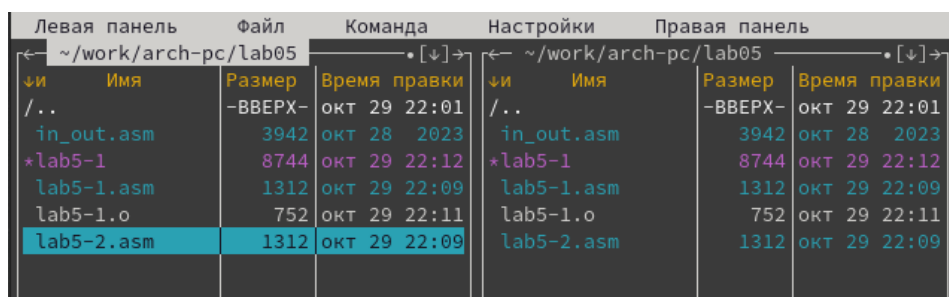 Левая панель Файл Команда Настройки Правая панель
~/work/arch-pc/lab05 •[↓] ~/work/arch-pc/lab05 •[↓]
↓и Имя Размер Время правки ↓и Имя Размер Время правки
/.. -ВВЕРХ- окт 29 22:01 /.. -ВВЕРХ- окт 29 22:01
in_out.asm 3942 окт 28 2023 in_out.asm 3942 окт 28 2023
*lab5-1 8744 окт 29 22:12 *lab5-1 8744 окт 29 22:12
lab5-1.asm 1312 окт 29 22:09 lab5-1.asm 1312 окт 29 22:09
lab5-1.o 752 окт 29 22:11 lab5-1.o 752 окт 29 22:11
lab5-2.asm 1312 окт 29 22:09 lab5-2.asm 1312 окт 29 22:09